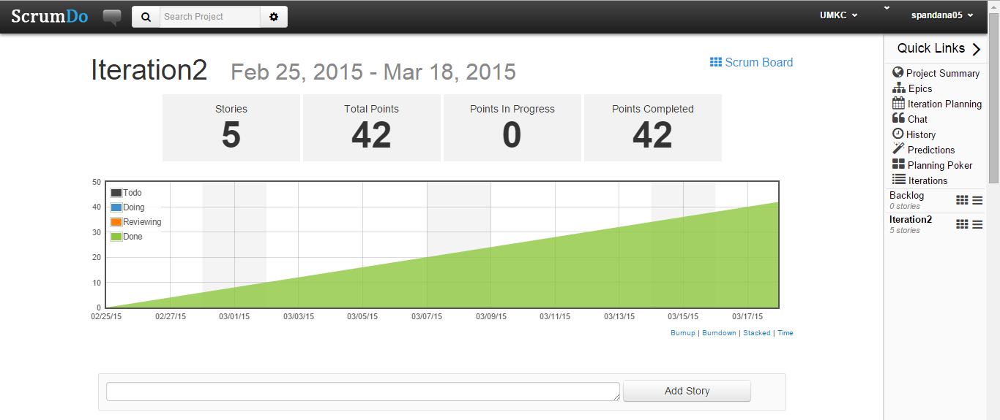 ScrumDo Search Project UMKC spandana05
Quick Links
Iteration2 Feb 25, 2015 - Mar 18, 2015 Scrum Board
Stories Total Points Points In Progress Points Completed
5 42 0 42
50
40
30
20
10
0
Todo
Doing
Reviewing
Done
02/25/15 02/27/15 03/01/15 03/03/15 03/05/15 03/07/15 03/09/15 03/11/15 03/13/15 03/15/15 03/17/15
Burnup | Burndown | Stacked | Time
Add Story
Project Summary
Epics
Iteration Planning
Chat
History
Predictions
Planning Poker
Iterations
Backlog
0 stories
Iteration2
5 stories